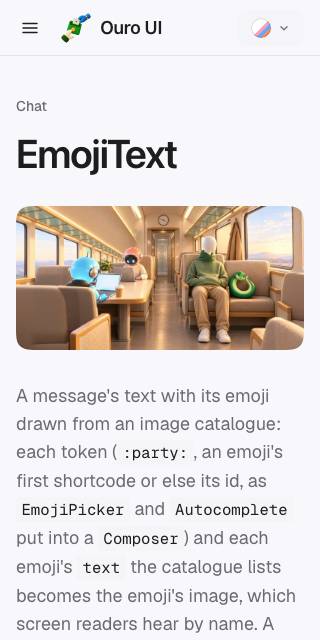 Ouro UI
Chat
EmojiText
A message's text with its emoji
drawn from an image catalogue:
each token ( :party: , an emoji's
first shortcode or else its id, as
EmojiPicker and Autocomplete
put into a Composer ) and each
emoji's text the catalogue lists
becomes the emoji's image, which
screen readers hear by name. A